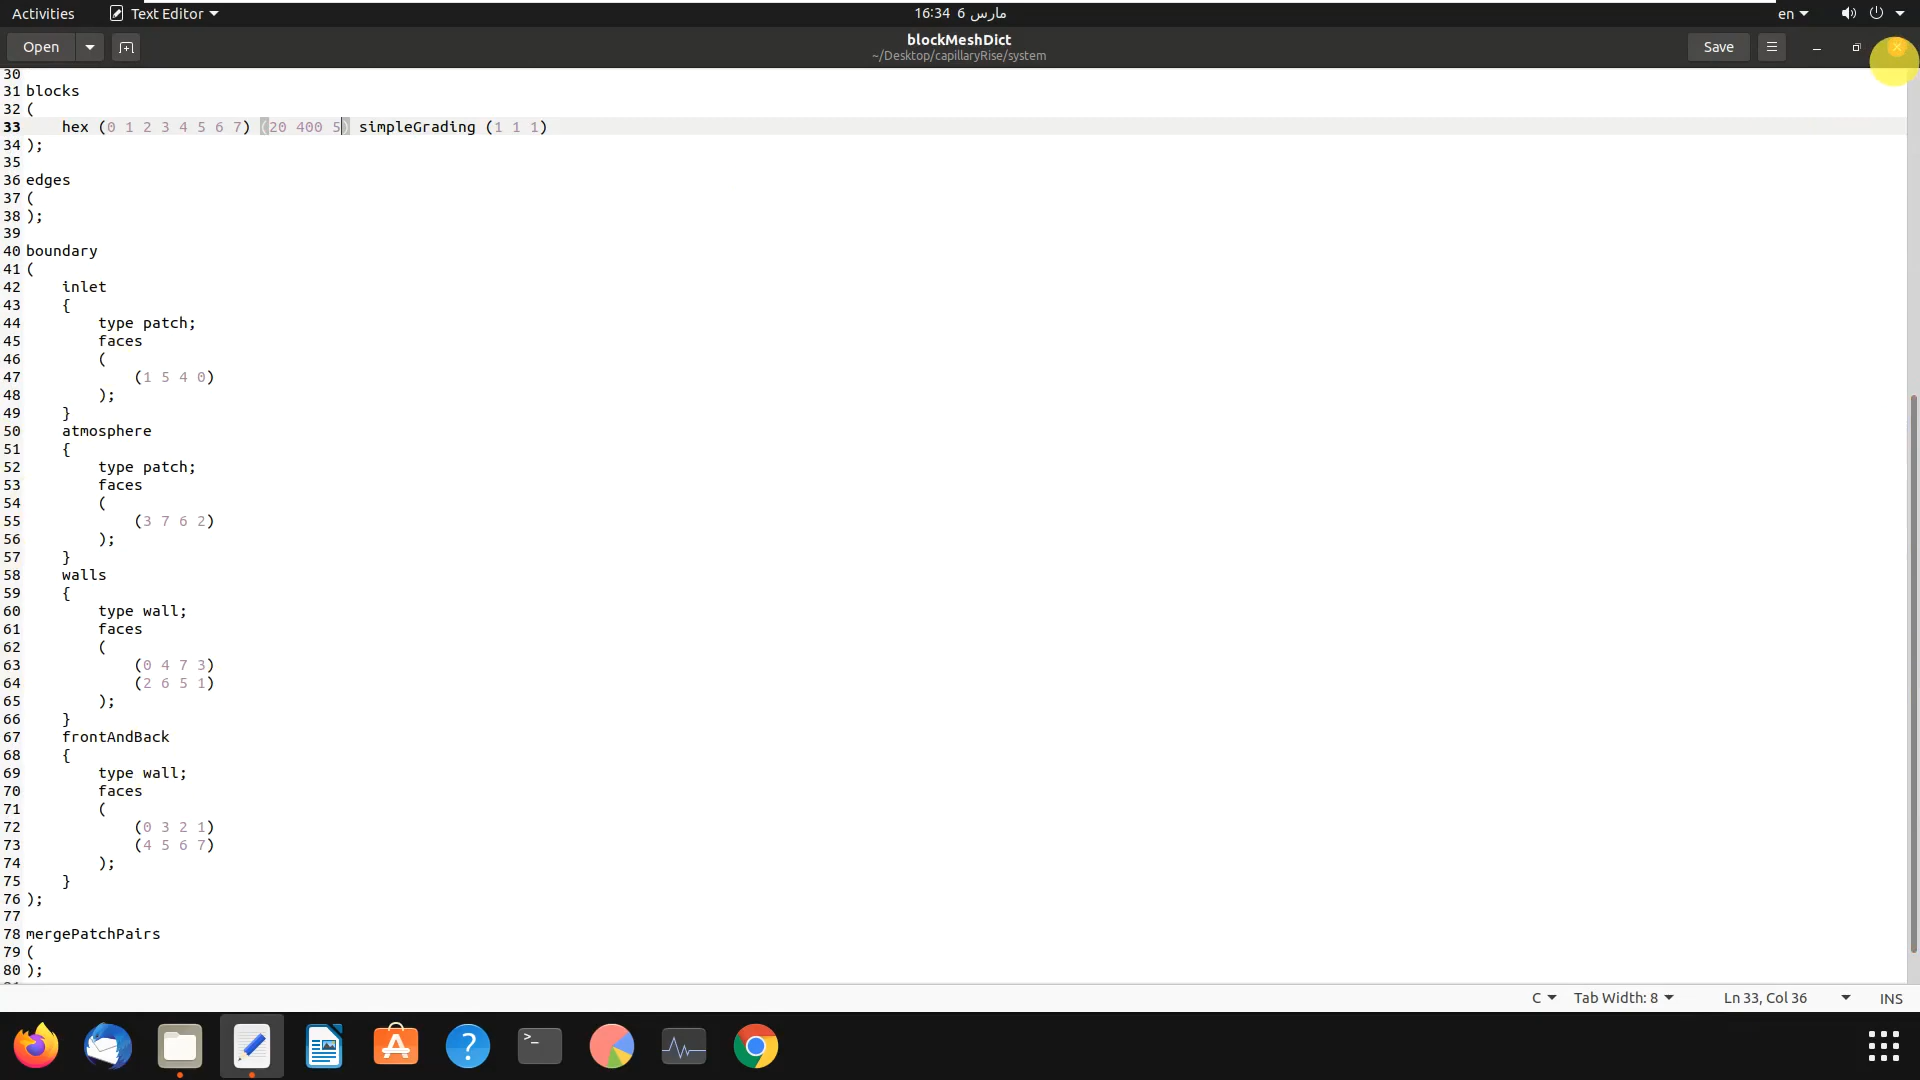 Activities Text Editor 16:34 6 مارس en
Open blockMeshDict Save
~/Desktop/capillaryRise/system
30
31 blocks
32 (
33     hex (0 1 2 3 4 5 6 7) (20 400 5) simpleGrading (1 1 1)
34 );
35
36 edges
37 (
38 );
39
40 boundary
41 (
42     inlet
43     {
44         type patch;
45         faces
46         (
47             (1 5 4 0)
48         );
49     }
50     atmosphere
51     {
52         type patch;
53         faces
54         (
55             (3 7 6 2)
56         );
57     }
58     walls
59     {
60         type wall;
61         faces
62         (
63             (0 4 7 3)
64             (2 6 5 1)
65         );
66     }
67     frontAndBack
68     {
69         type wall;
70         faces
71         (
72             (0 3 2 1)
73             (4 5 6 7)
74         );
75     }
76 );
77
78 mergePatchPairs
79 (
80 );
C Tab Width: 8 Ln 33, Col 36 INS